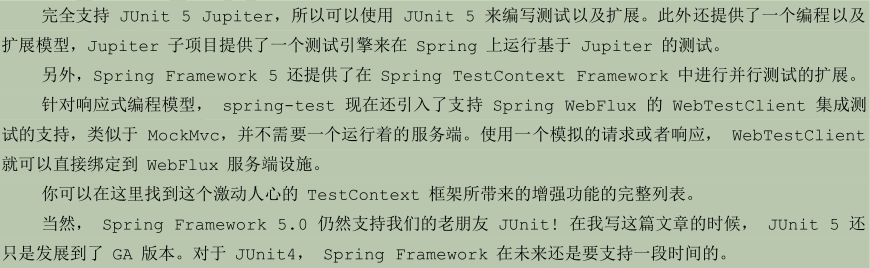 完全支持 JUnit 5 Jupiter，所以可以使用 JUnit 5 来编写测试以及扩展。此外还提供了一个编程以及
扩展模型，Jupiter 子项目提供了一个测试引擎来在 Spring 上运行基于 Jupiter 的测试。
另外，Spring Framework 5 还提供了在 Spring TestContext Framework 中进行并行测试的扩展。
针对响应式编程模型， spring-test 现在还引入了支持 Spring WebFlux 的 WebTestClient 集成测
试的支持，类似于 MockMvc，并不需要一个运行着的服务端。使用一个模拟的请求或者响应， WebTestClient
就可以直接绑定到 WebFlux 服务端设施。
你可以在这里找到这个激动人心的 TestContext 框架所带来的增强功能的完整列表。
当然， Spring Framework 5.0 仍然支持我们的老朋友 JUnit! 在我写这篇文章的时候， JUnit 5 还
只是发展到了 GA 版本。对于 JUnit4， Spring Framework 在未来还是要支持一段时间的。